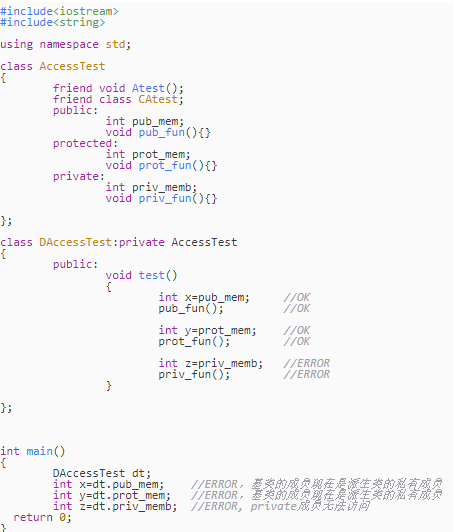 #include<iostream>
#include<string>
using namespace std;
class AccessTest
{
friend void Atest();
friend class CAtest;
public:
int pub_mem;
void pub_fun(){}
protected:
int prot_mem;
void prot_fun(){}
private:
int priv_memb;
void priv_fun(){}
};
class DAccessTest:private AccessTest
{
public:
void test()
{
int x=pub_mem; //OK
pub_fun(); //OK
int y=prot_mem; //OK
prot_fun(); //OK
int z=priv_memb; //ERROR
priv_fun(); //ERROR
}
};
int main()
{
DAccessTest dt;
int x=dt.pub_mem; //ERROR，基类的成员现在是派生类的私有成员
int y=dt.prot_mem; //ERROR，基类的成员现在是派生类的私有成员
int z=dt.priv_memb; //ERROR, private成员无法访问
return 0;
}